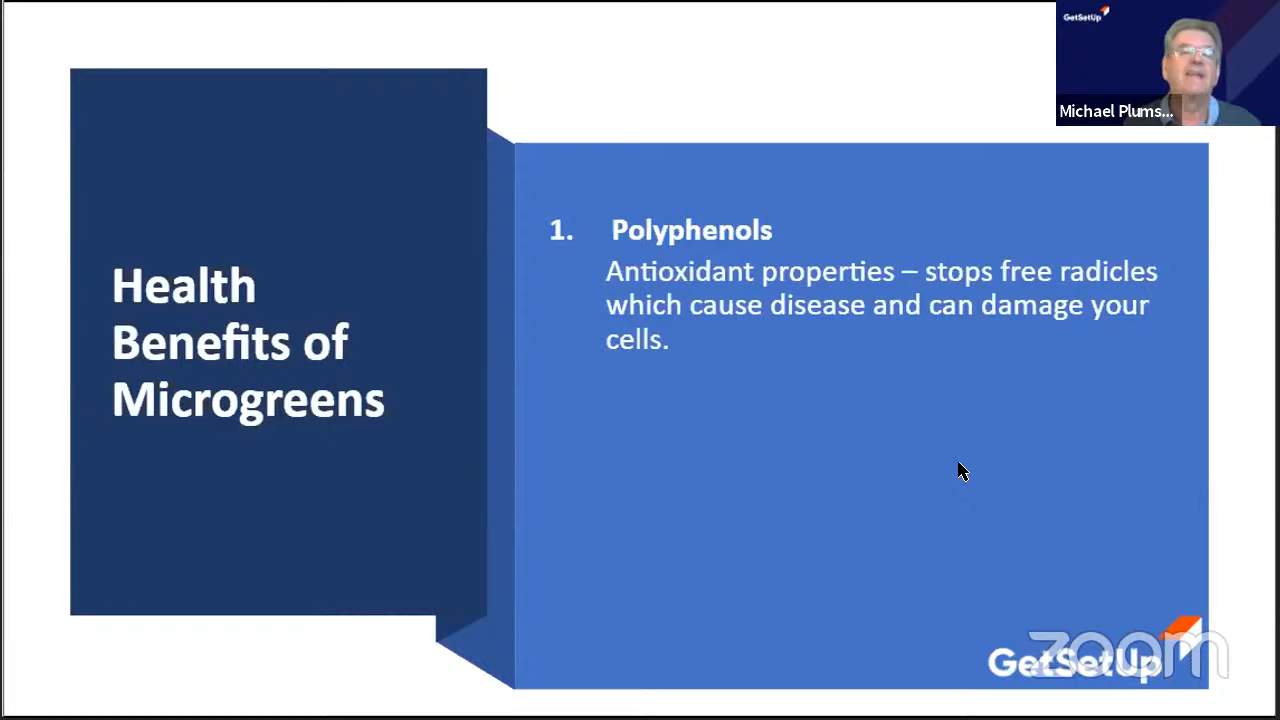 GetSetUp
Michael Plums...
Health
Benefits of
Microgreens
1. Polyphenols
Antioxidant properties – stops free radicles
which cause disease and can damage your
cells.
GetSetUp
zoom